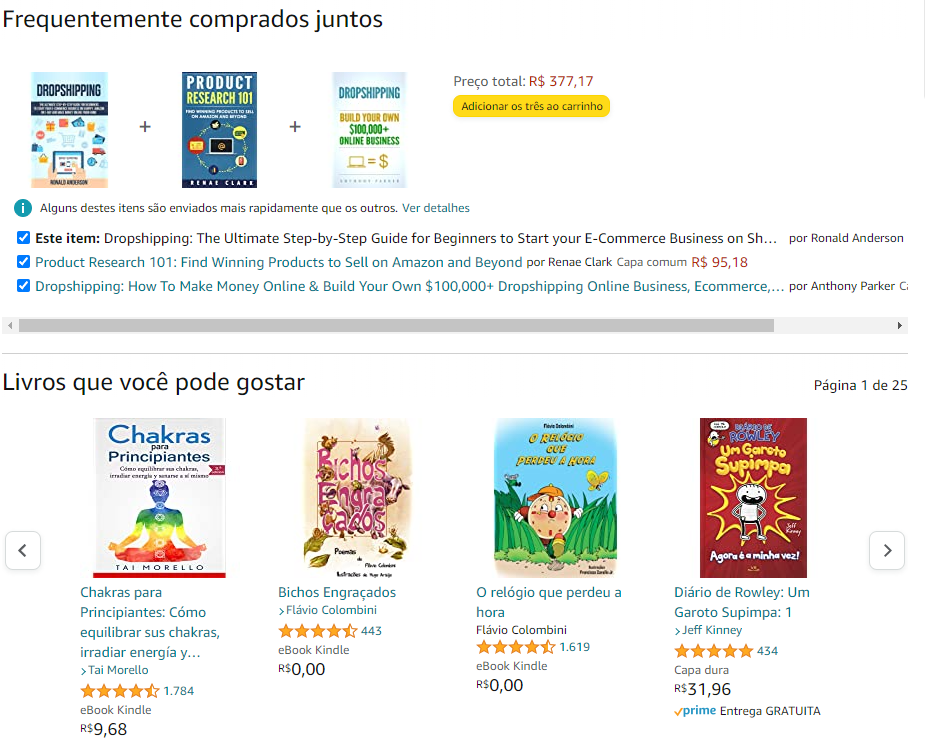 Frequentemente comprados juntos
DROPSHIPPING
RONALD ANDERSON
+
PRODUCT
RESEARCH 101
FIND WINNING PRODUCTS TO SELL
ON AMAZON AND BEYOND
RENAE CLARK
+
DROPSHIPPING
BUILD YOUR OWN
$100,000+
ONLINE BUSINESS
= $
ANTHONY PARKER
Preço total: R$ 377,17
Adicionar os três ao carrinho
Alguns destes itens são enviados mais rapidamente que os outros. Ver detalhes
Este item: Dropshipping: The Ultimate Step-by-Step Guide for Beginners to Start your E-Commerce Business on Sh… por Ronald Anderson
Product Research 101: Find Winning Products to Sell on Amazon and Beyond por Renae Clark Capa comum R$ 95,18
Dropshipping: How To Make Money Online & Build Your Own $100,000+ Dropshipping Online Business, Ecommerce,… por Anthony Parker Ca
Livros que você pode gostar
Página 1 de 25
Chakras
para
Principiantes
Cómo equilibrar sus chakras,
irradiar energía y sanarse a sí mismo
TAI MORELLO
Chakras para
Principiantes: Cómo
equilibrar sus chakras,
irradiar energía y…
Tai Morello
1.784
eBook Kindle
R$9,68
Bichos
Engra
çados
Poemas
de
Flávio Colombini
Ilustrações de Hugo Araújo
Bichos Engraçados
Flávio Colombini
443
eBook Kindle
R$0,00
Flávio Colombini
O RELÓGIO
QUE
PERDEU A HORA
O relógio que perdeu a
hora
Flávio Colombini
1.619
eBook Kindle
R$0,00
DIÁRIO DE
ROWLEY
Um Garoto
Supimpa
Jeff
Kinney
Agora é a minha vez!
Diário de Rowley: Um
Garoto Supimpa: 1
Jeff Kinney
434
Capa dura
R$31,96
prime Entrega GRATUITA